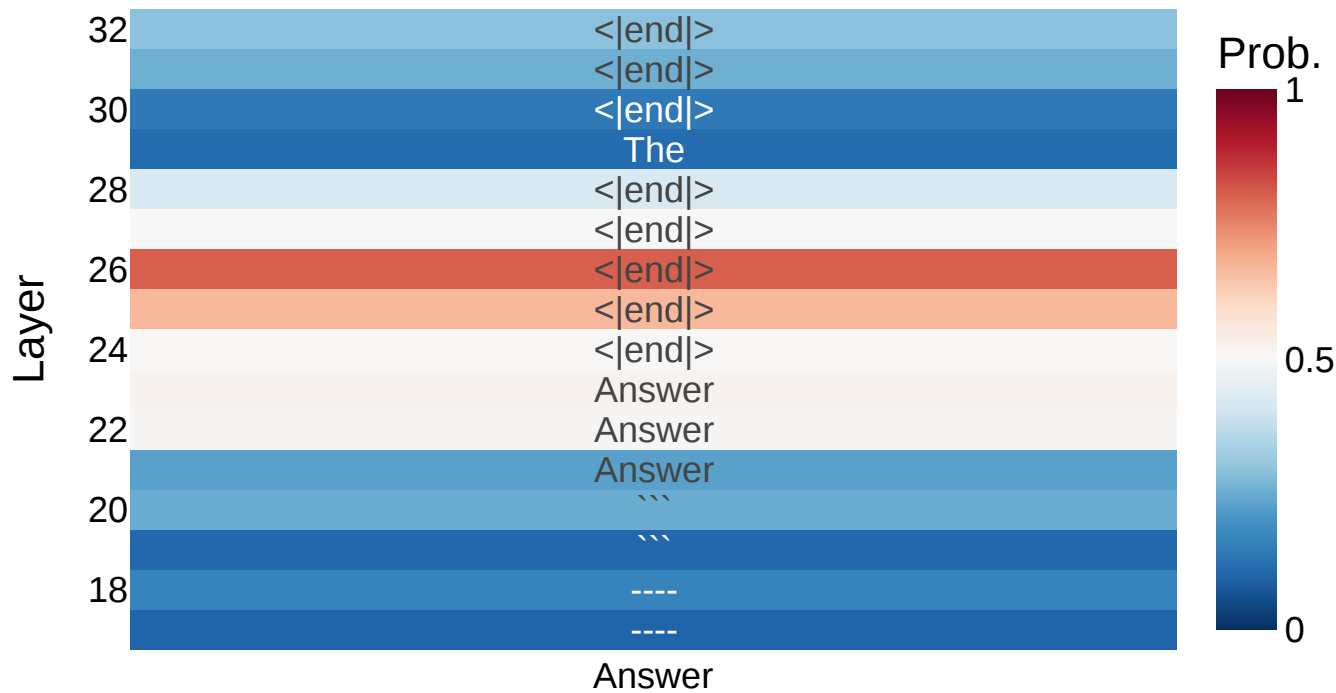 Prob.
32 <|end|> 1
<|end|>
30 <|end|>
The
28 <|end|>
<|end|>
26 <|end|>
<|end|>
24 <|end|> 0.5
Answer
22 Answer
Answer
20 ```
```
18 ----
---- 0
Layer
Answer